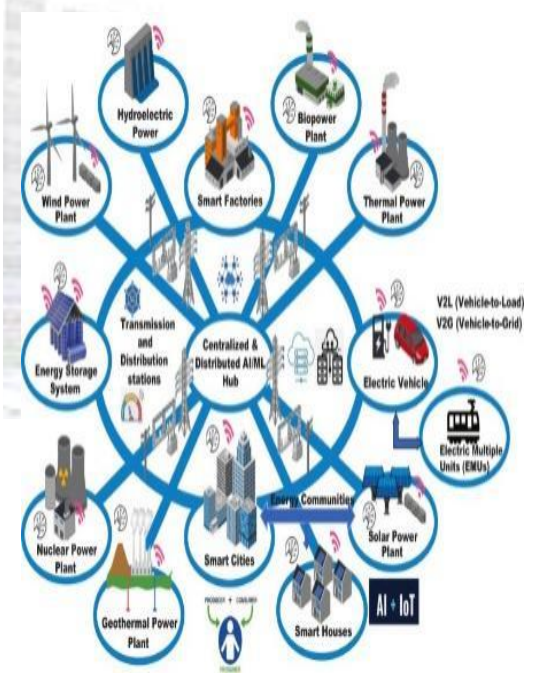 Hydroelectric
Power
Biopower
Plant
Wind Power
Plant
Smart Factories
Thermal Power
Plant
V2L (Vehicle-to-Load)
V2G (Vehicle-to-Grid)
Energy Storage
System
Transmission
and
Distribution
stations
Centralized &
Distributed AI/ML
Hub
Electric Vehicle
Electric Multiple
Units (EMUs)
Nuclear Power
Plant
Smart Cities
Energy Communities
Solar Power
Plant
Geothermal Power
Plant
PRODUCER + CONSUMER
Smart Houses
AI + IoT